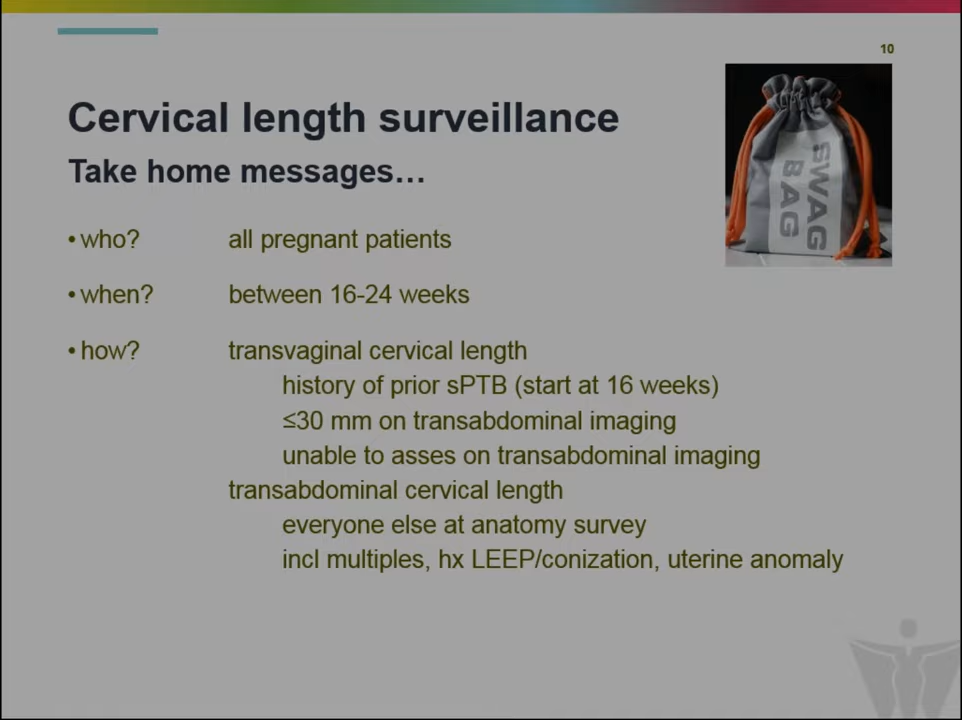 10
Cervical length surveillance
Take home messages…
• who? all pregnant patients
• when? between 16-24 weeks
• how? transvaginal cervical length
history of prior sPTB (start at 16 weeks)
≤30 mm on transabdominal imaging
unable to asses on transabdominal imaging
transabdominal cervical length
everyone else at anatomy survey
incl multiples, hx LEEP/conization, uterine anomaly
SWAG
BAG